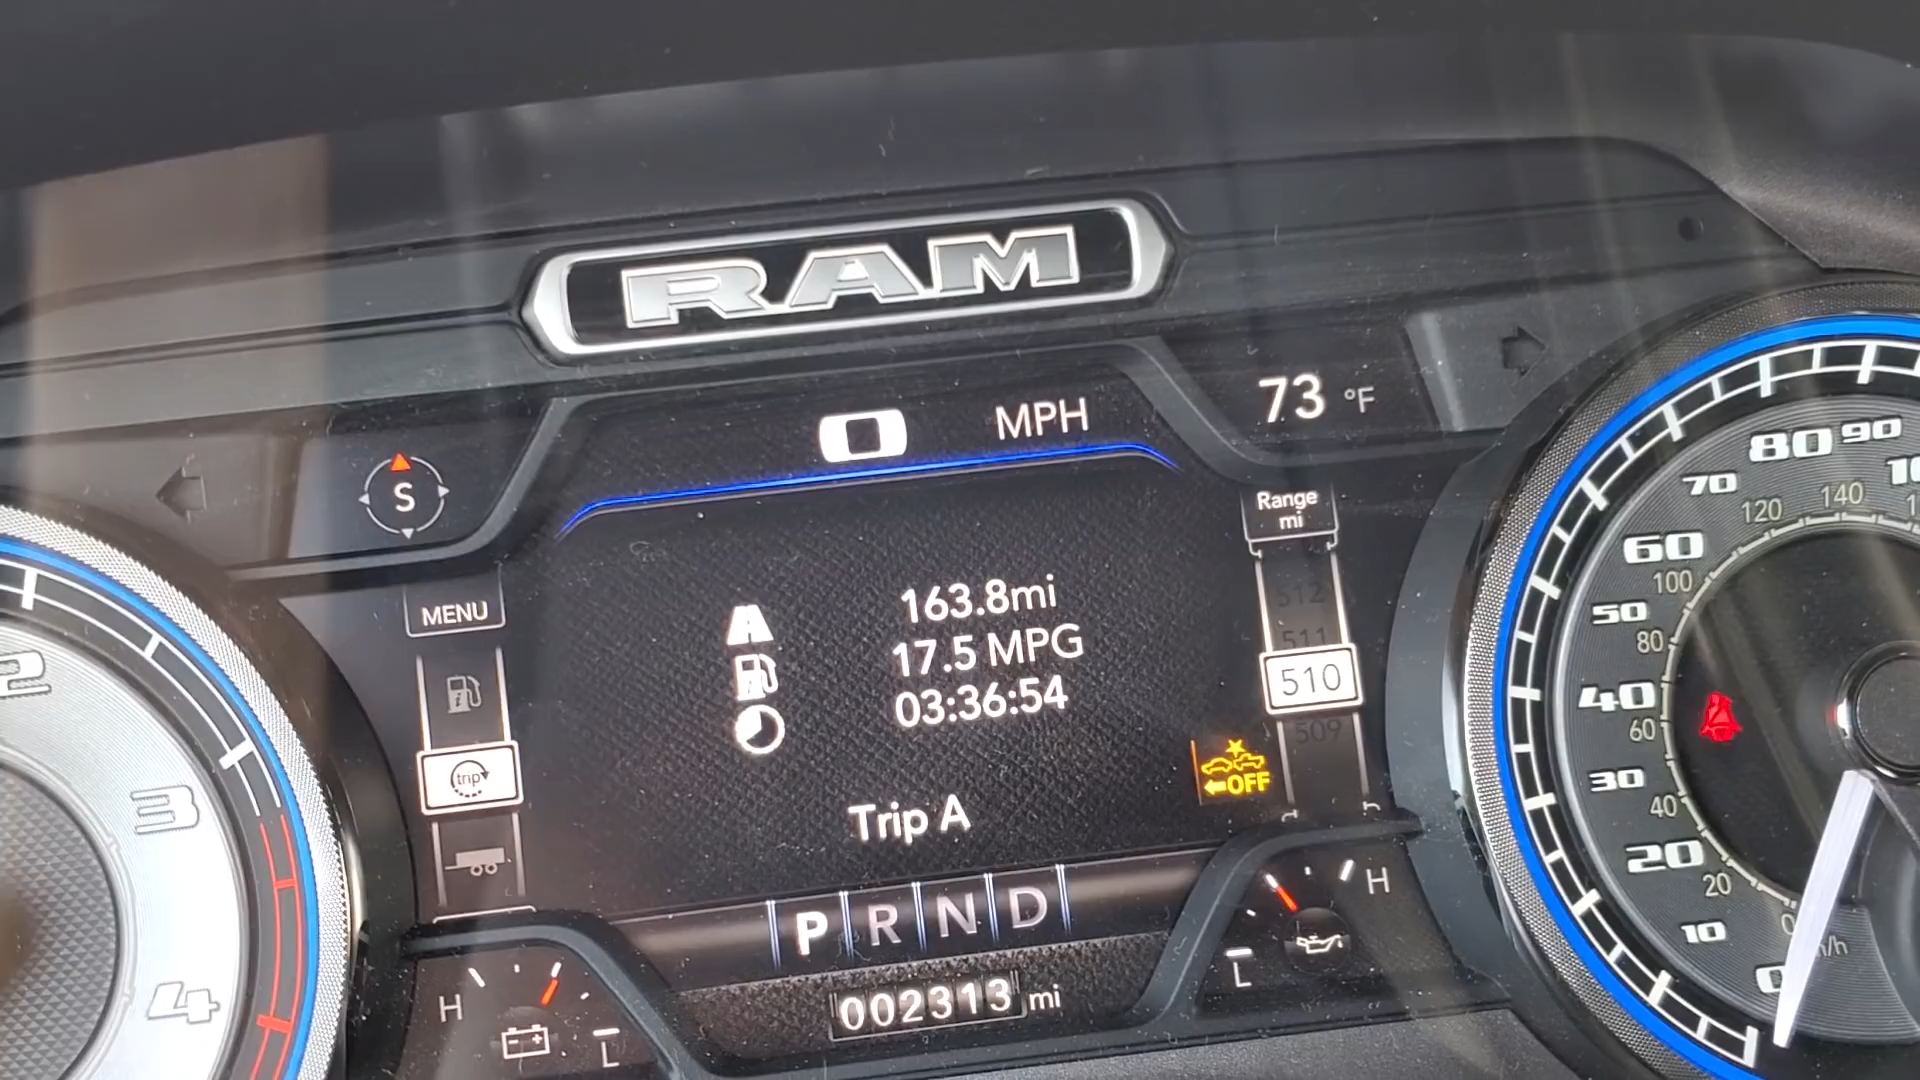 RAM
0 MPH
73 °F
S
Range
mi
MENU
512
511
510
509
163.8mi
17.5 MPG
03:36:54
trip
OFF
Trip A
P R N D
002313 mi
H
L
H
L
2
3
4
0
10
20
30
40
50
60
70
80
90
0
20
40
60
80
100
120
140